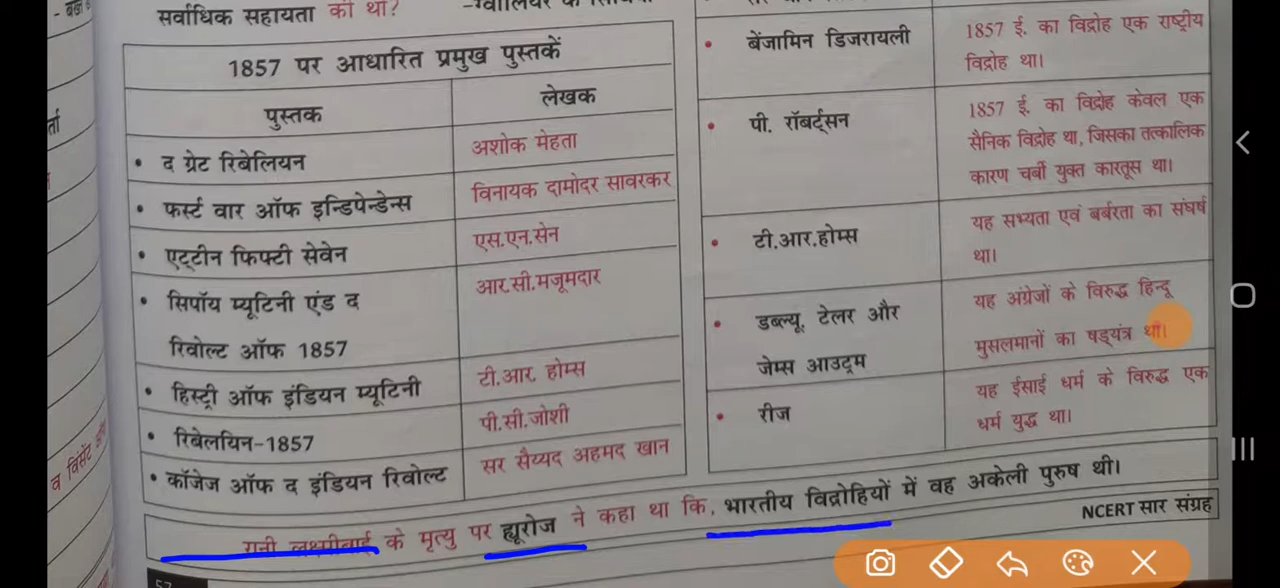 सर्वाधिक सहायता की थी?
1857 पर आधारित प्रमुख पुस्तकें
पुस्तक लेखक
• द ग्रेट रिबेलियन अशोक मेहता
• फर्स्ट वार ऑफ इन्डिपेन्डेन्स विनायक दामोदर सावरकर
• एट्टीन फिफ्टी सेवेन एस.एन.सेन
• सिपॉय म्यूटिनी एंड द आर.सी.मजूमदार
रिवोल्ट ऑफ 1857
• हिस्ट्री ऑफ इंडियन म्यूटिनी टी.आर. होम्स
• रिबेलयिन-1857 पी.सी.जोशी
• कॉजेज ऑफ द इंडियन रिवोल्ट सर सैय्यद अहमद खान
• बेंजामिन डिजरायली 1857 ई. का विद्रोह एक राष्ट्रीय
विद्रोह था।
• पी. रॉबर्ट्सन 1857 ई. का विद्रोह केवल एक
सैनिक विद्रोह था, जिसका तत्कालिक
कारण चर्बी युक्त कारतूस था।
• टी.आर.होम्स यह सभ्यता एवं बर्बरता का संघर्ष
था।
• डब्ल्यू. टेलर और यह अंग्रेजों के विरुद्ध हिन्दू
जेम्स आउट्रम मुसलमानों का षड्यंत्र था।
• रीज यह ईसाई धर्म के विरुद्ध एक
धर्म युद्ध था।
रानी लक्ष्मीबाई के मृत्यु पर ह्यूरोज ने कहा था कि, भारतीय विद्रोहियों में वह अकेली पुरुष थी।
NCERT सार संग्रह
57